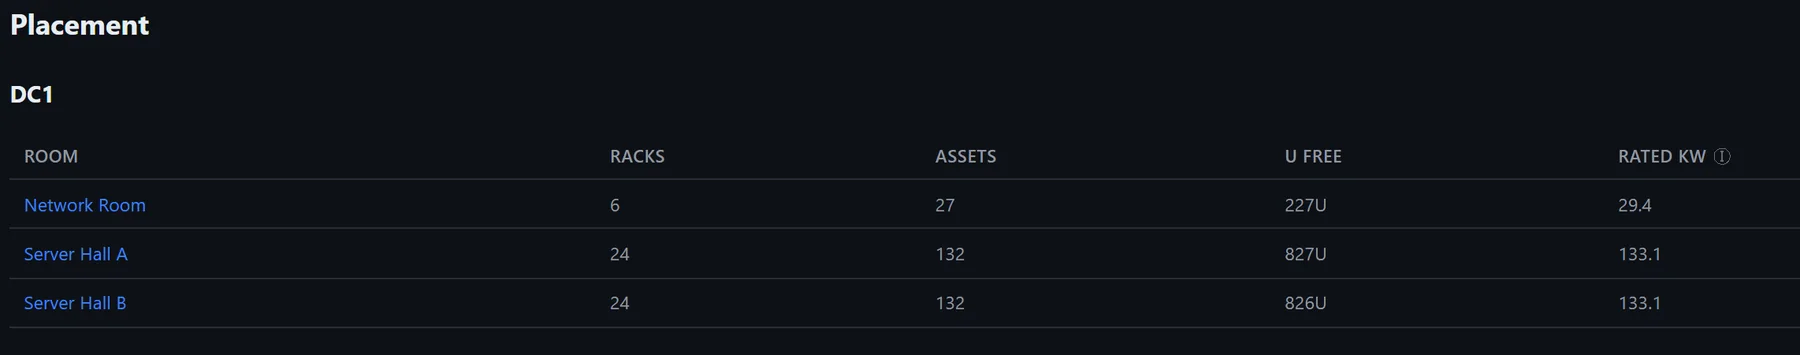 Placement
DC1
ROOM RACKS ASSETS U FREE RATED KW ⓘ
Network Room 6 27 227U 29.4
Server Hall A 24 132 827U 133.1
Server Hall B 24 132 826U 133.1